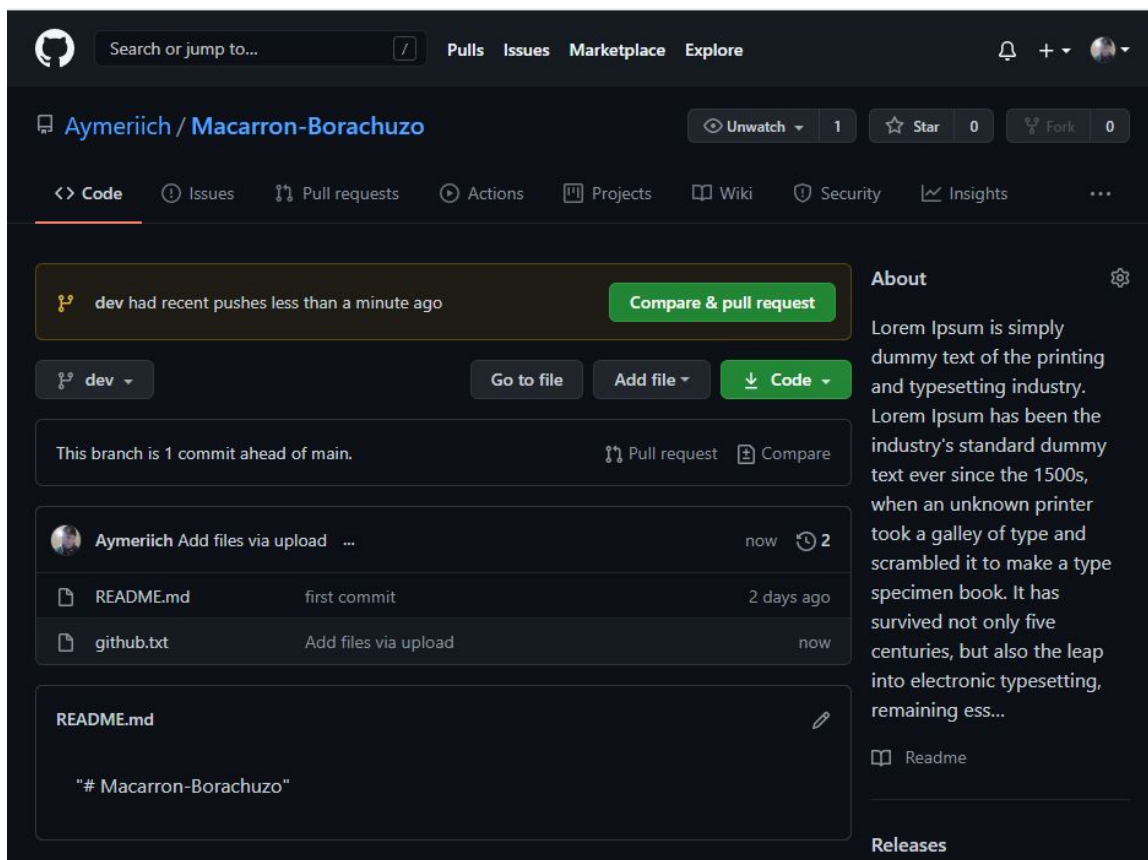 Search or jump to... /
Pulls Issues Marketplace Explore
Aymeriich / Macarron-Borachuzo
Unwatch 1 Star 0 Fork 0
Code Issues Pull requests Actions Projects Wiki Security Insights ...
dev had recent pushes less than a minute ago
Compare & pull request
dev Go to file Add file Code
This branch is 1 commit ahead of main.
Pull request Compare
Aymeriich Add files via upload ... now 2
README.md first commit 2 days ago
github.txt Add files via upload now
README.md
"# Macarron-Borachuzo"
About
Lorem Ipsum is simply
dummy text of the printing
and typesetting industry.
Lorem Ipsum has been the
industry's standard dummy
text ever since the 1500s,
when an unknown printer
took a galley of type and
scrambled it to make a type
specimen book. It has
survived not only five
centuries, but also the leap
into electronic typesetting,
remaining ess...
Readme
Releases